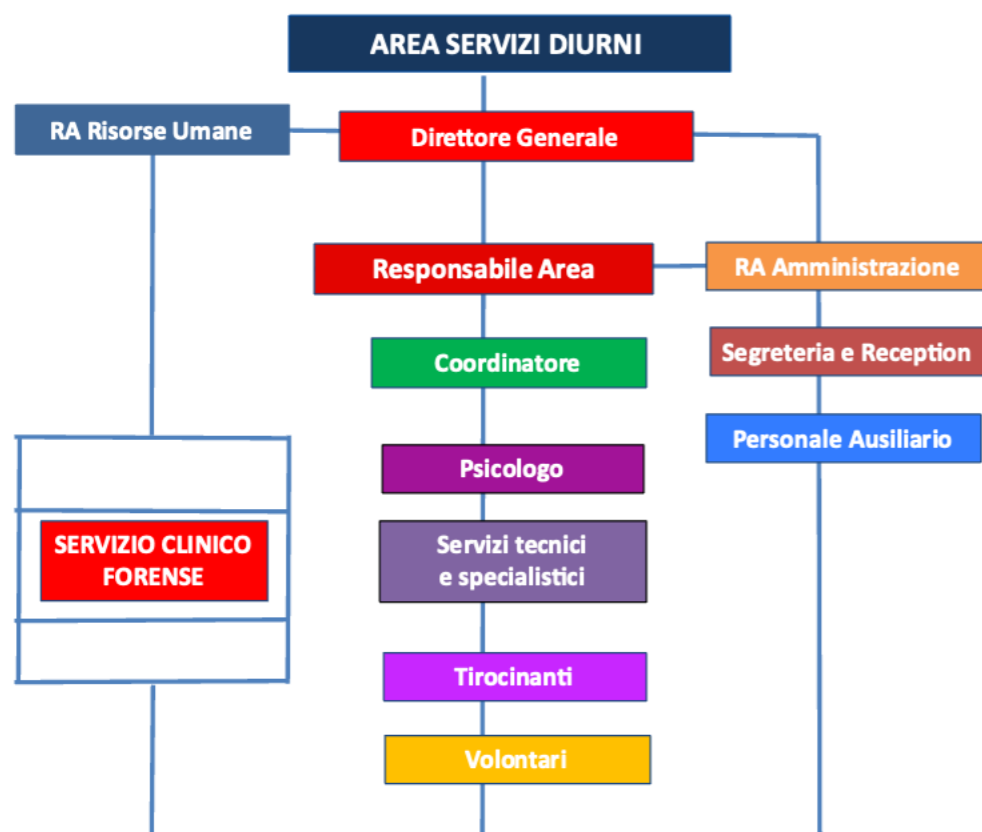 AREA SERVIZI DIURNI
RA Risorse Umane
Direttore Generale
Responsabile Area
RA Amministrazione
Coordinatore
Segreteria e Reception
Personale Ausiliario
Psicologo
SERVIZIO CLINICO
FORENSE
Servizi tecnici
e specialistici
Tirocinanti
Volontari